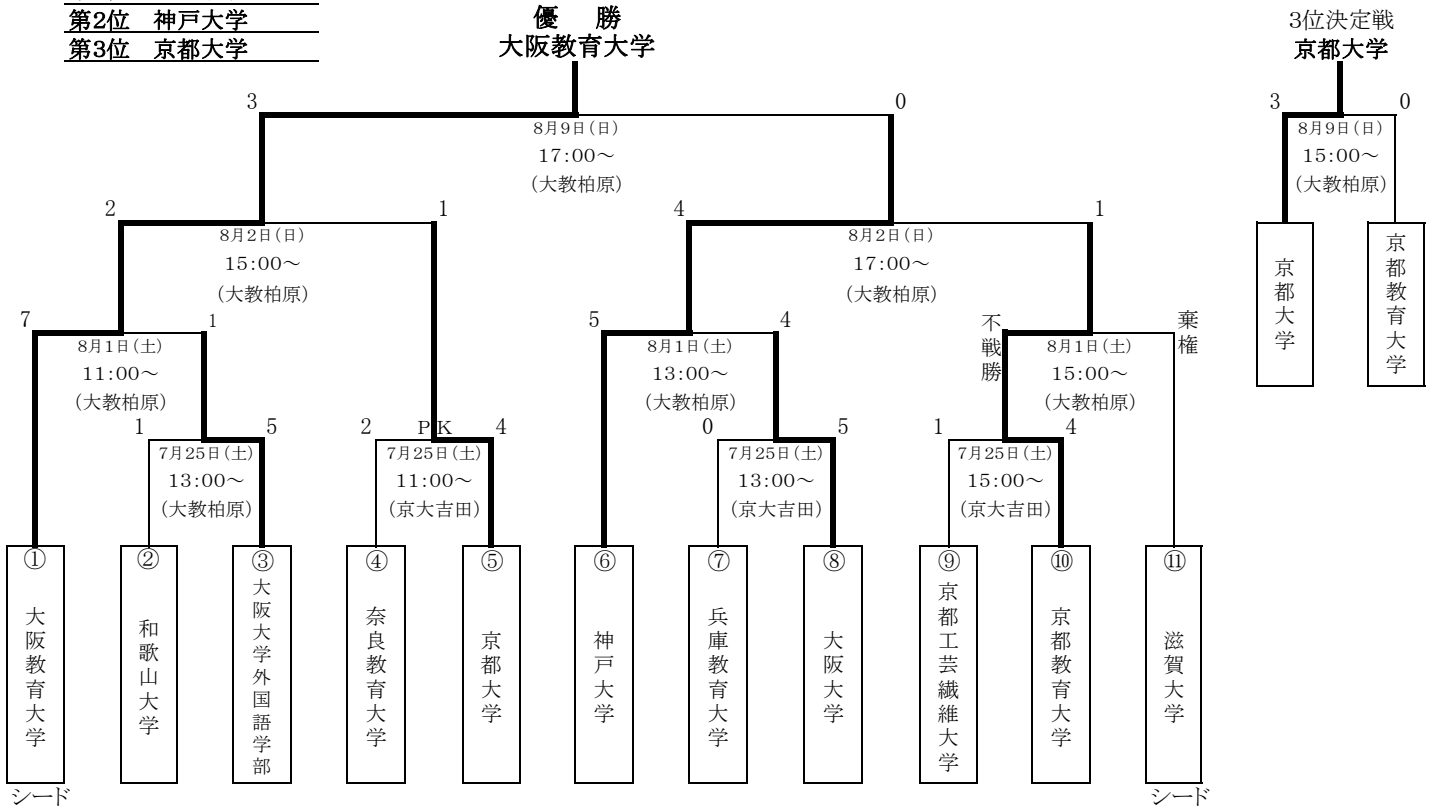 第2位 神戸大学
第3位 京都大学
優 勝
大阪教育大学
3位決定戦
京都大学
3
0
8月9日(日)
17:00~
(大教柏原)
3
0
8月9日(日)
15:00~
(大教柏原)
京都大学
京都教育大学
2
1
8月2日(日)
15:00~
(大教柏原)
4
1
8月2日(日)
17:00~
(大教柏原)
7
1
8月1日(土)
11:00~
(大教柏原)
5
4
8月1日(土)
13:00~
(大教柏原)
不戦勝
棄権
8月1日(土)
15:00~
(大教柏原)
1
5
7月25日(土)
13:00~
(大教柏原)
2
PK
4
7月25日(土)
11:00~
(京大吉田)
0
5
7月25日(土)
13:00~
(京大吉田)
1
4
7月25日(土)
15:00~
(京大吉田)
① 大阪教育大学
② 和歌山大学
③ 大阪大学外国語学部
④ 奈良教育大学
⑤ 京都大学
⑥ 神戸大学
⑦ 兵庫教育大学
⑧ 大阪大学
⑨ 京都工芸繊維大学
⑩ 京都教育大学
⑪ 滋賀大学
シード
シード